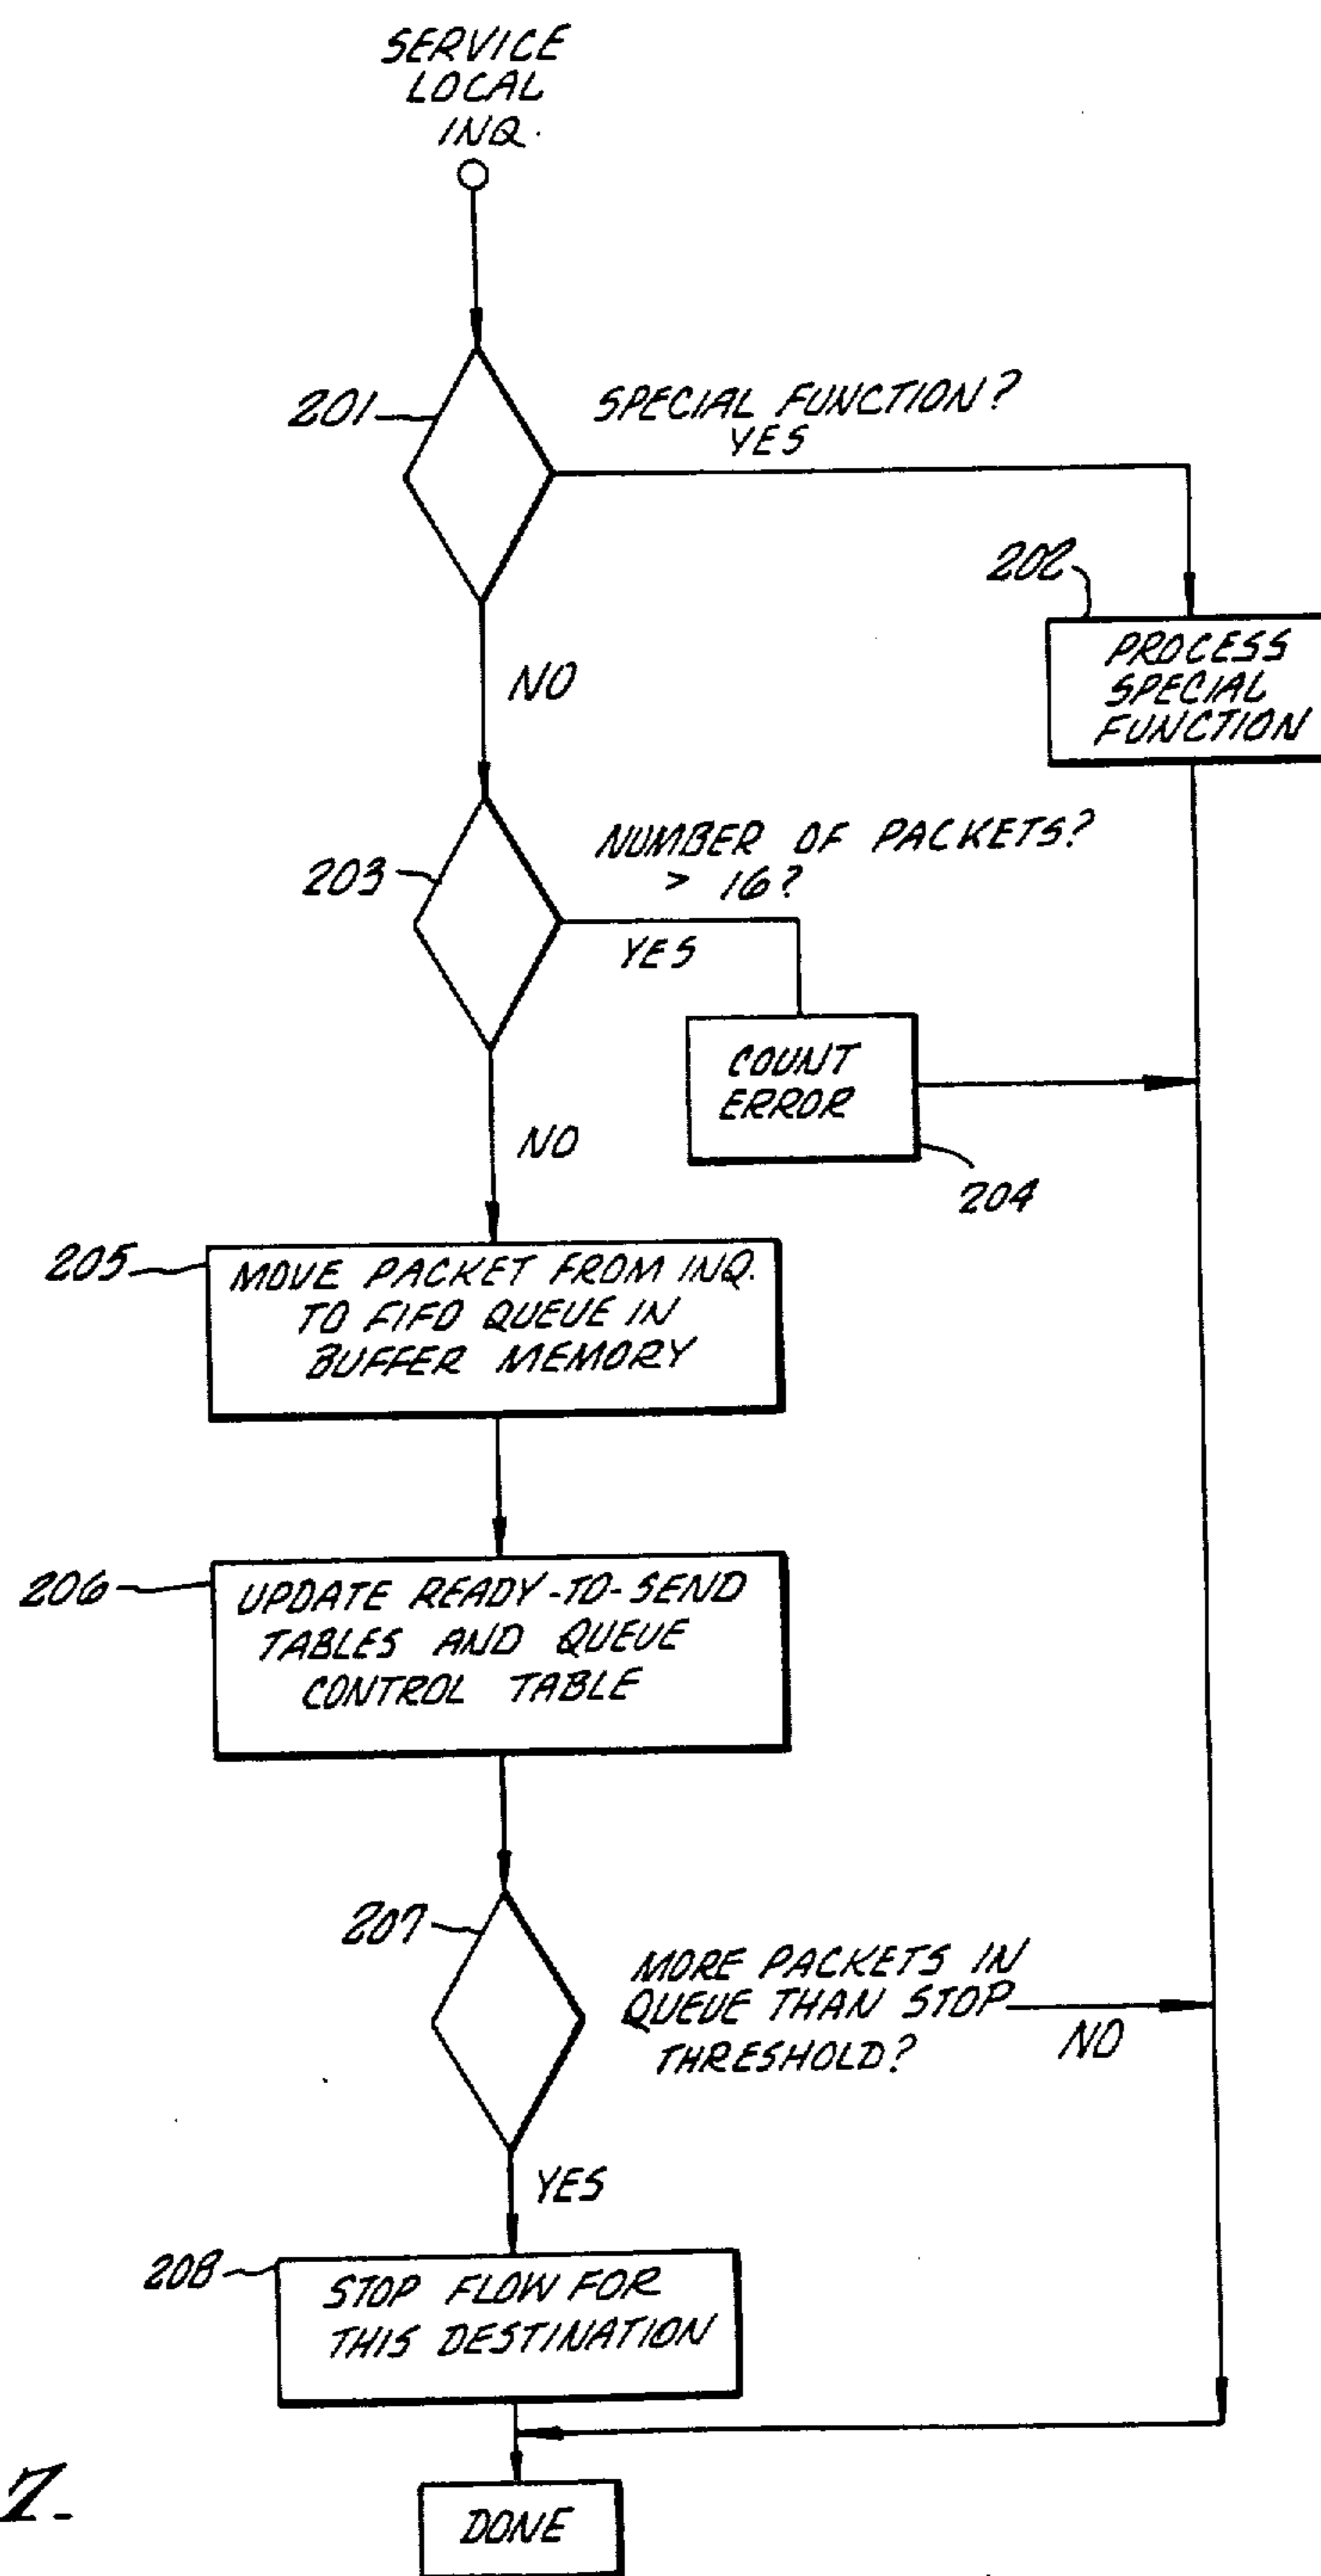 SERVICE
LOCAL
INQ.
201
SPECIAL FUNCTION?
YES
202
PROCESS
SPECIAL
FUNCTION
NO
203
NUMBER OF PACKETS?
> 16?
YES
COUNT
ERROR
204
NO
205
MOVE PACKET FROM INQ.
TO FIFO QUEUE IN
BUFFER MEMORY
206
UPDATE READY-TO-SEND
TABLES AND QUEUE
CONTROL TABLE
207
MORE PACKETS IN
QUEUE THAN STOP
THRESHOLD?
NO
YES
208
STOP FLOW FOR
THIS DESTINATION
DONE
7.